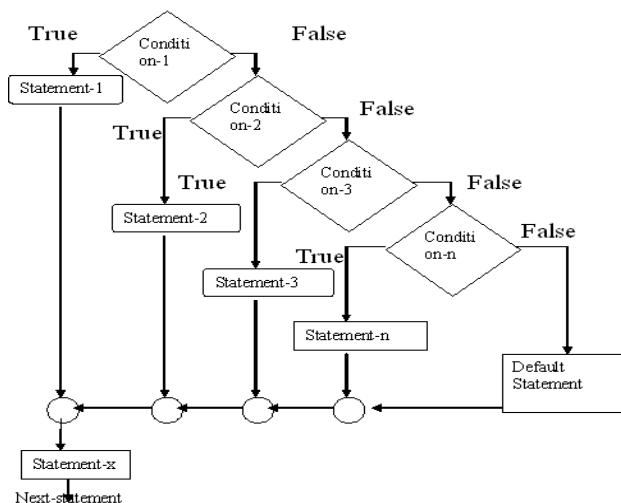 True
Conditi
on-1
False
Statement-1
Conditi
on-2
False
True
True
Conditi
on-3
False
Statement-2
True
Conditi
on-n
False
Statement-3
Statement-n
Default
Statement
Statement-x
Next-statement